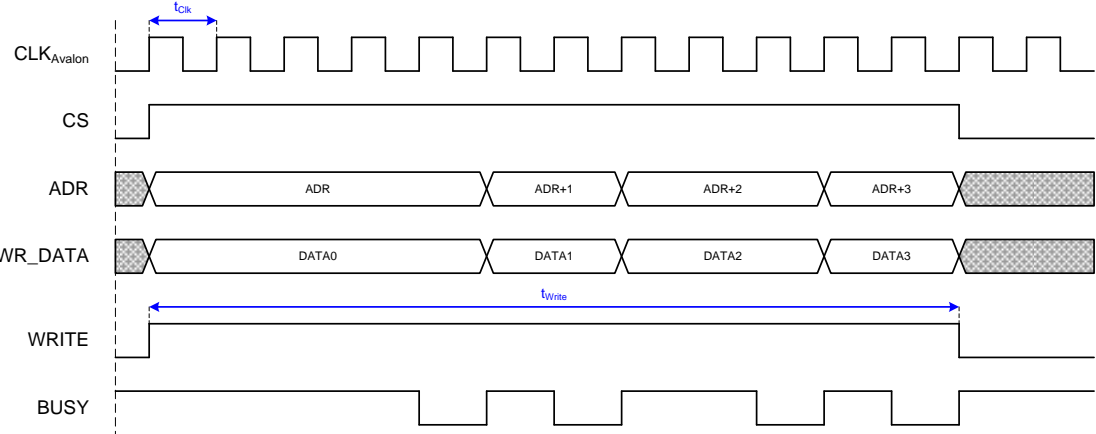 tClk
CLKAvalon
CS
ADR
ADR ADR+1 ADR+2 ADR+3
WR_DATA
DATA0 DATA1 DATA2 DATA3
tWrite
WRITE
BUSY